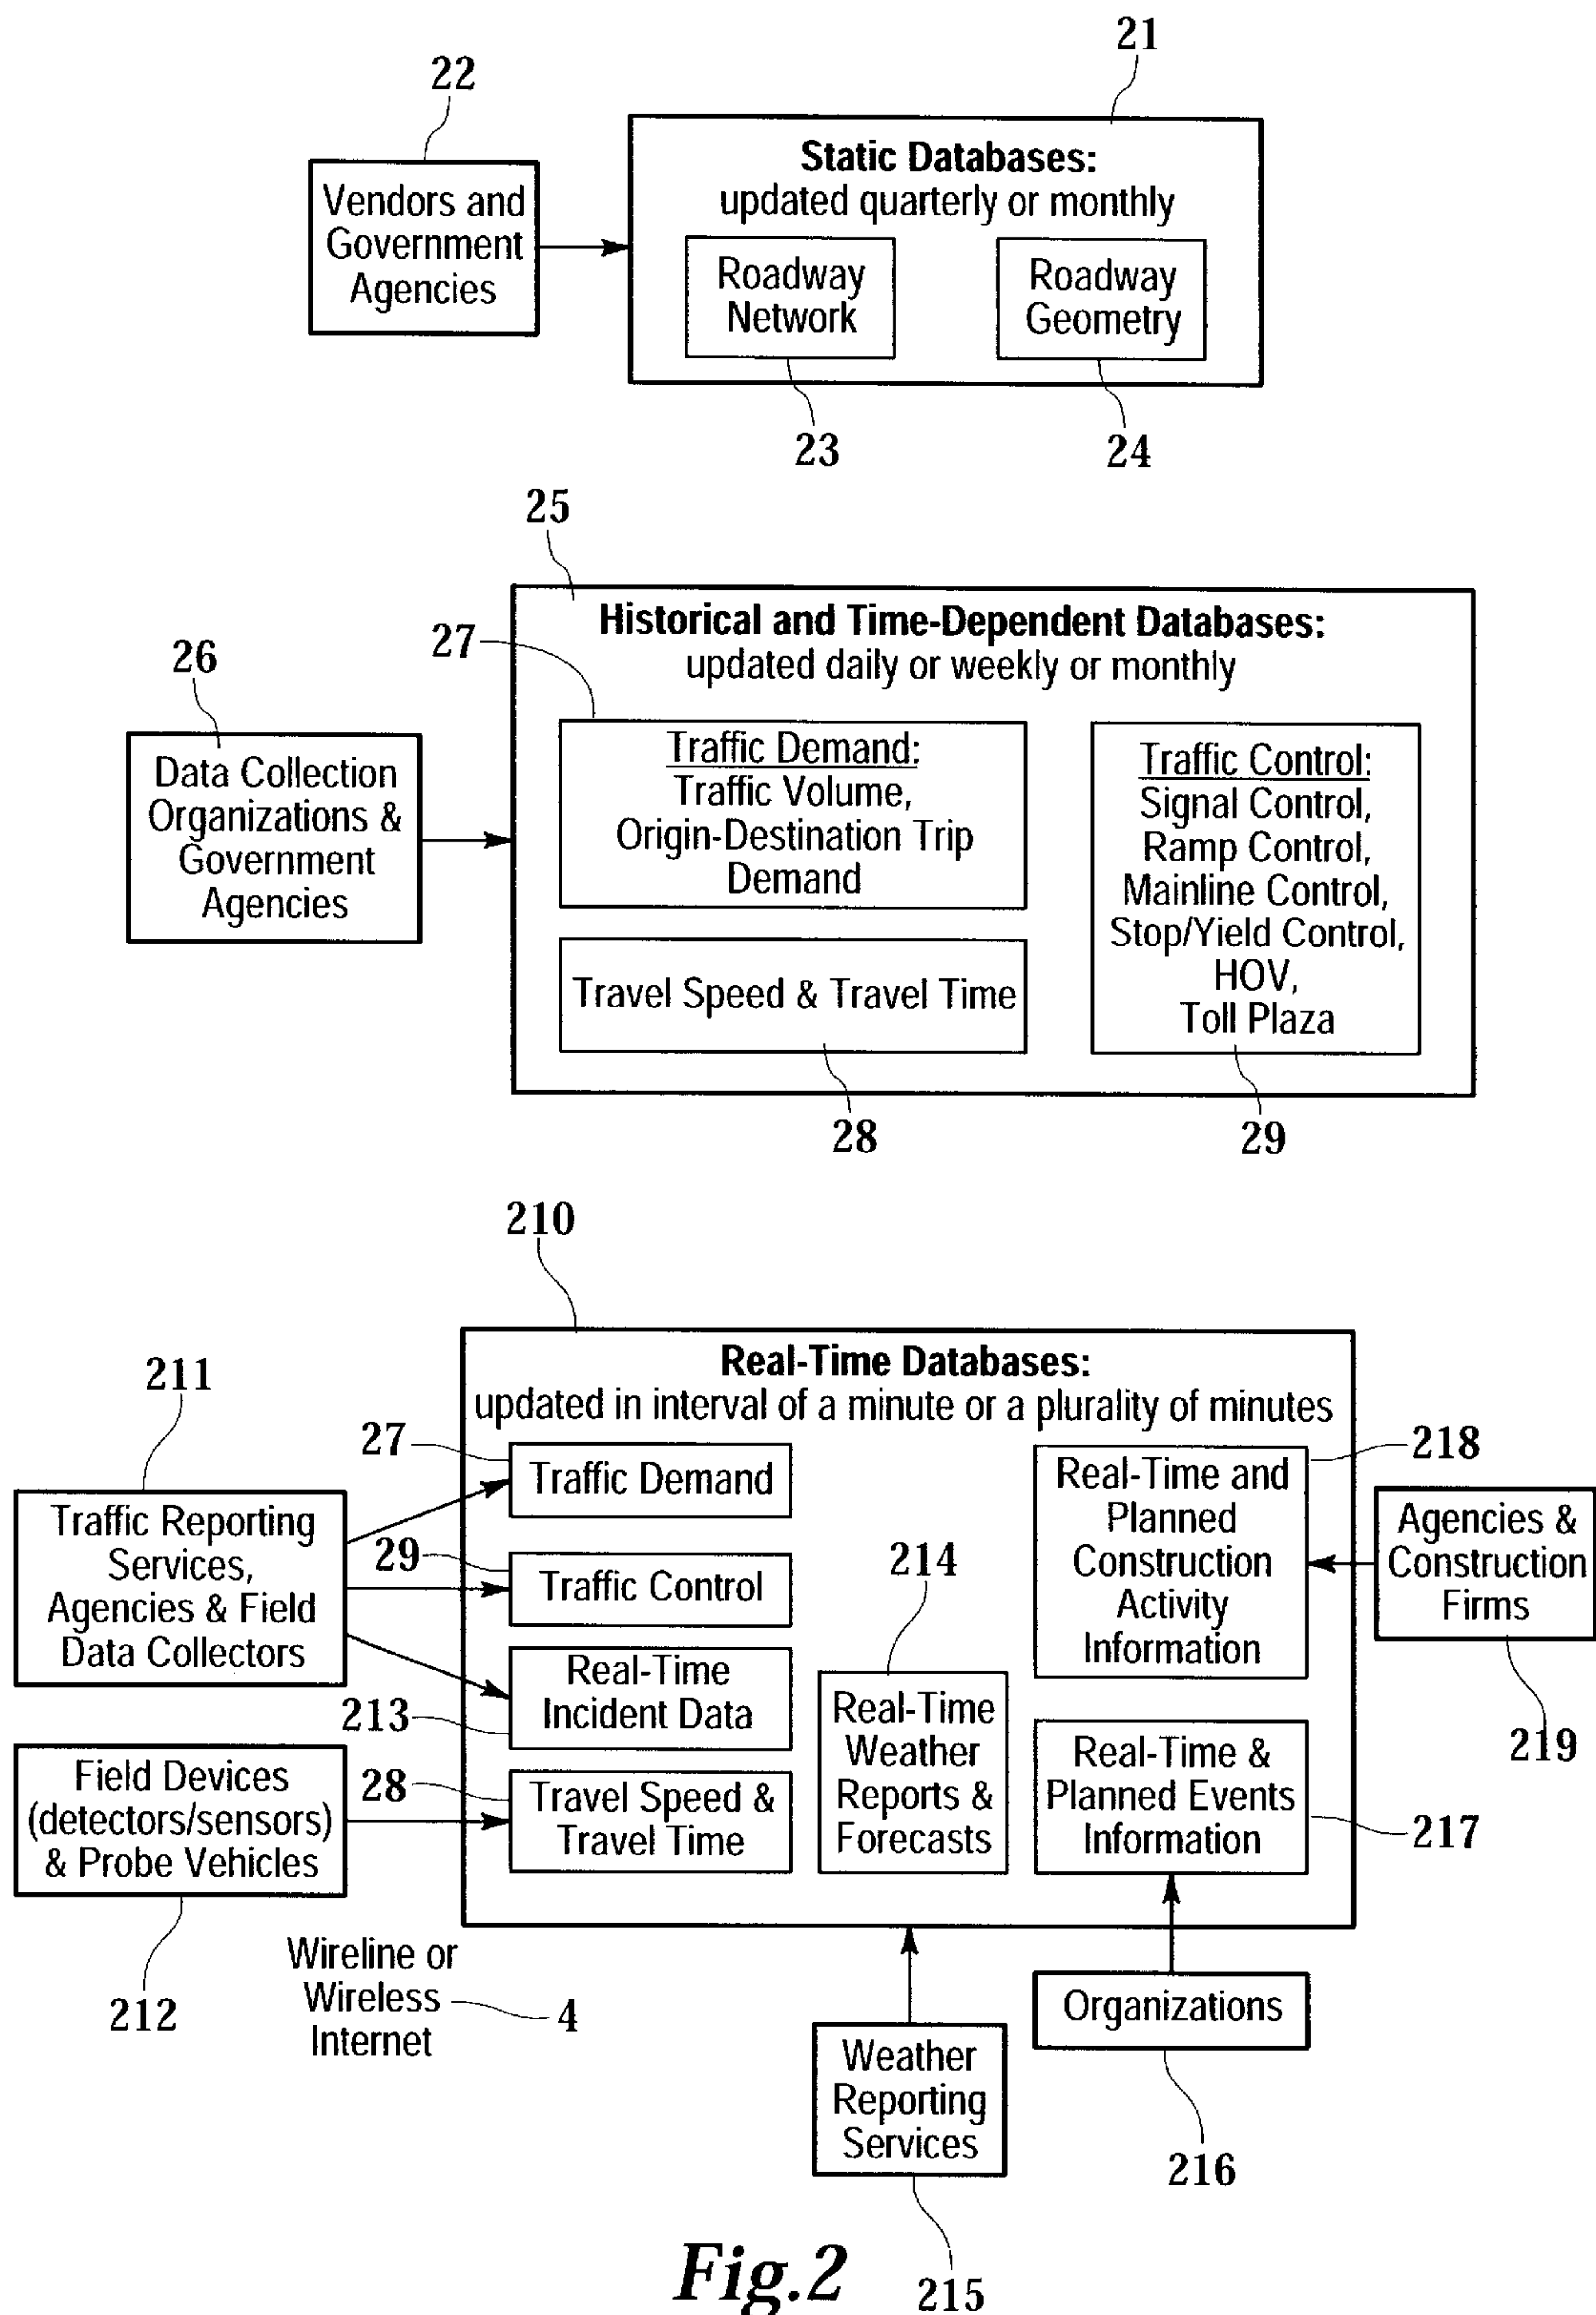 21
22
Static Databases:
updated quarterly or monthly
Vendors and
Government
Agencies
Roadway
Network
Roadway
Geometry
23
24
25
Historical and Time-Dependent Databases:
updated daily or weekly or monthly
27
26
Data Collection
Organizations &
Government
Agencies
Traffic Demand:
Traffic Volume,
Origin-Destination Trip
Demand
Traffic Control:
Signal Control,
Ramp Control,
Mainline Control,
Stop/Yield Control,
HOV,
Toll Plaza
Travel Speed & Travel Time
28
29
210
Real-Time Databases:
updated in interval of a minute or a plurality of minutes
211
Traffic Reporting
Services,
Agencies & Field
Data Collectors
27
Traffic Demand
29
Traffic Control
213
Real-Time
Incident Data
28
Travel Speed &
Travel Time
Field Devices
(detectors/sensors)
& Probe Vehicles
212
214
Real-Time
Weather
Reports &
Forecasts
Real-Time and
Planned
Construction
Activity
Information
218
Agencies &
Construction
Firms
219
Real-Time &
Planned Events
Information
217
Wireline or
Wireless
Internet
4
Organizations
216
Weather
Reporting
Services
215
Fig.2